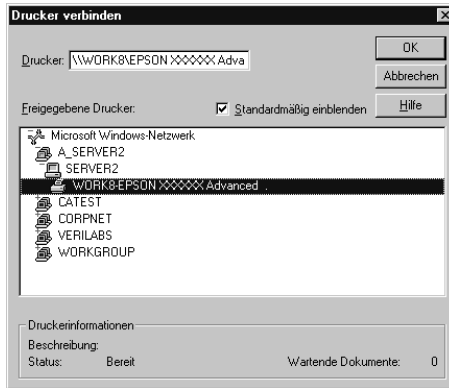 Drucker verbinden
Drucker: \\WORK8\EPSON XXXXXX Adva
OK
Abbrechen
Hilfe
Freigegebene Drucker:
Standardmäßig einblenden
Microsoft Windows-Netzwerk
A_SERVER2
SERVER2
WORK8-EPSON XXXXXX Advanced .
CATEST
CORPNET
VERILABS
WORKGROUP
Druckerinformationen
Beschreibung:
Status: Bereit
Wartende Dokumente: 0